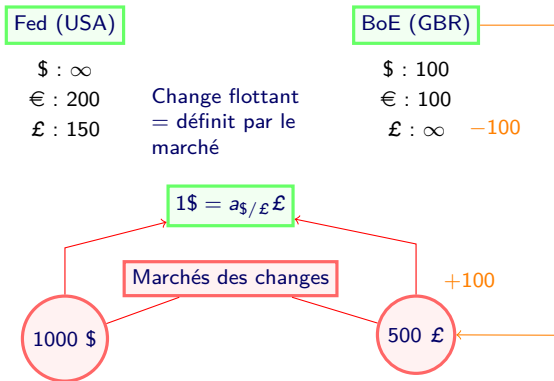 Fed (USA)
BoE (GBR)
$ : ∞
€ : 200
£ : 150
Change flottant
= définit par le
marché
$ : 100
€ : 100
£ : ∞
−100
1$ = a$/££
Marchés des changes
+100
1000 $
500 £